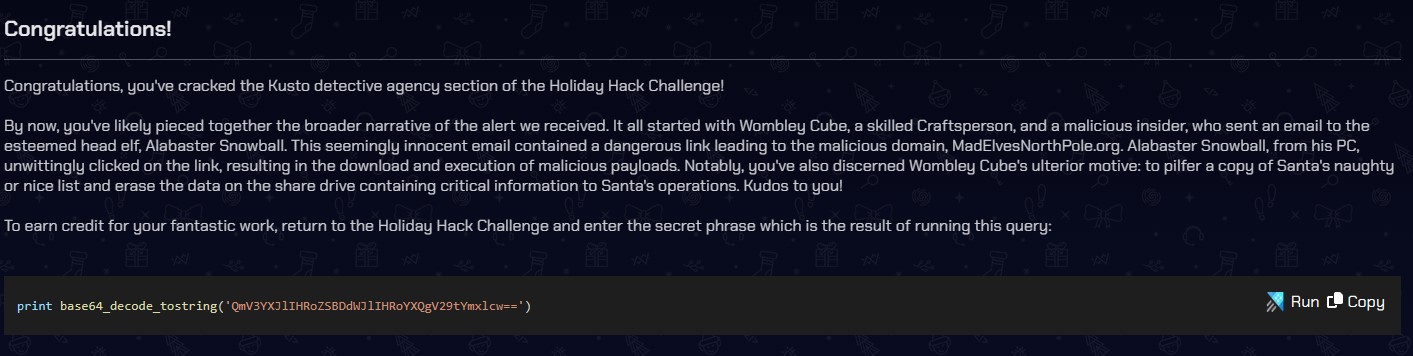 Congratulations!
Congratulations, you've cracked the Kusto detective agency section of the Holiday Hack Challenge!
By now, you've likely pieced together the broader narrative of the alert we received. It all started with Wombley Cube, a skilled Craftsperson, and a malicious insider, who sent an email to the
esteemed head elf, Alabaster Snowball. This seemingly innocent email contained a dangerous link leading to the malicious domain, MadElvesNorthPole.org. Alabaster Snowball, from his PC,
unwittingly clicked on the link, resulting in the download and execution of malicious payloads. Notably, you've also discerned Wombley Cube's ulterior motive: to pilfer a copy of Santa's naughty
or nice list and erase the data on the share drive containing critical information to Santa's operations. Kudos to you!
To earn credit for your fantastic work, return to the Holiday Hack Challenge and enter the secret phrase which is the result of running this query:
print base64_decode_tostring('QmV3YXJlIHRoZSBDdWJlIHRoYXQgV29tYmxlcw==')
Run Copy